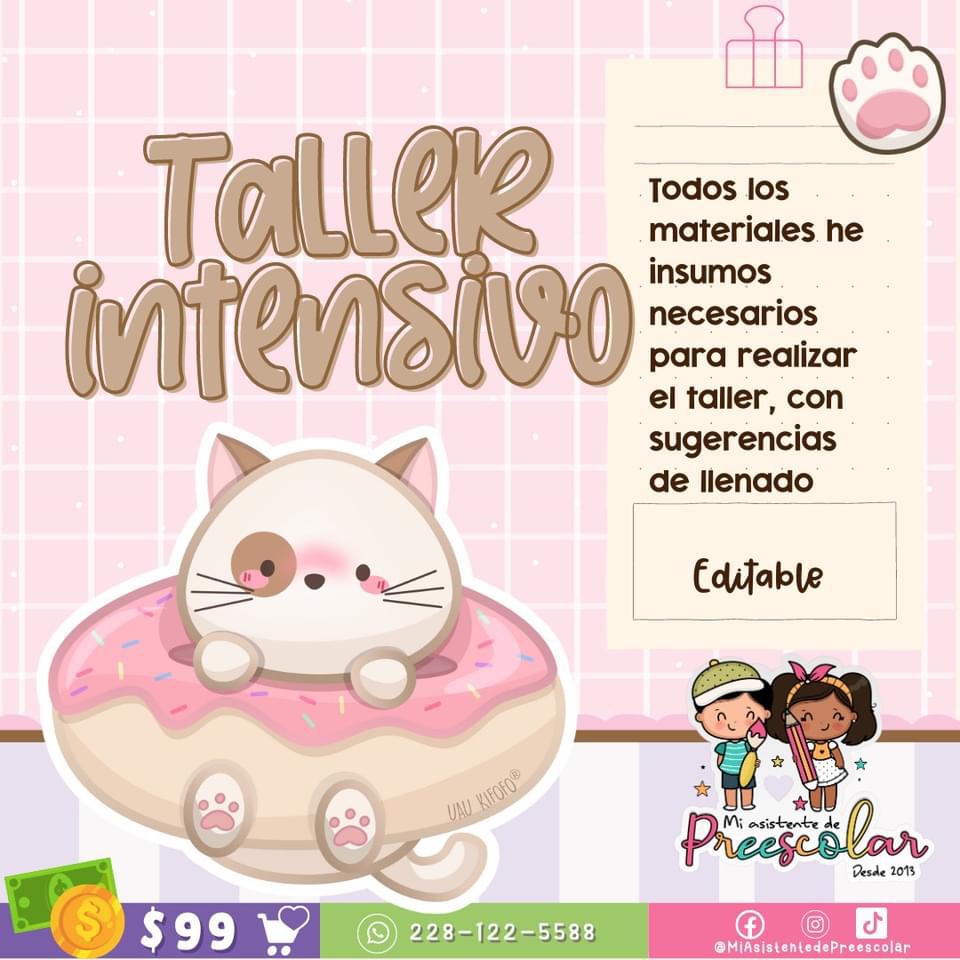 Taller
intensivo
Todos los
materiales he
insumos
necesarios
para realizar
el taller, con
sugerencias
de llenado
Editable
UAU KIFOFO®
Mi asistente de
Preescolar
Desde 2013
$99
228-122-5588
@MiAsistentedePreescolar